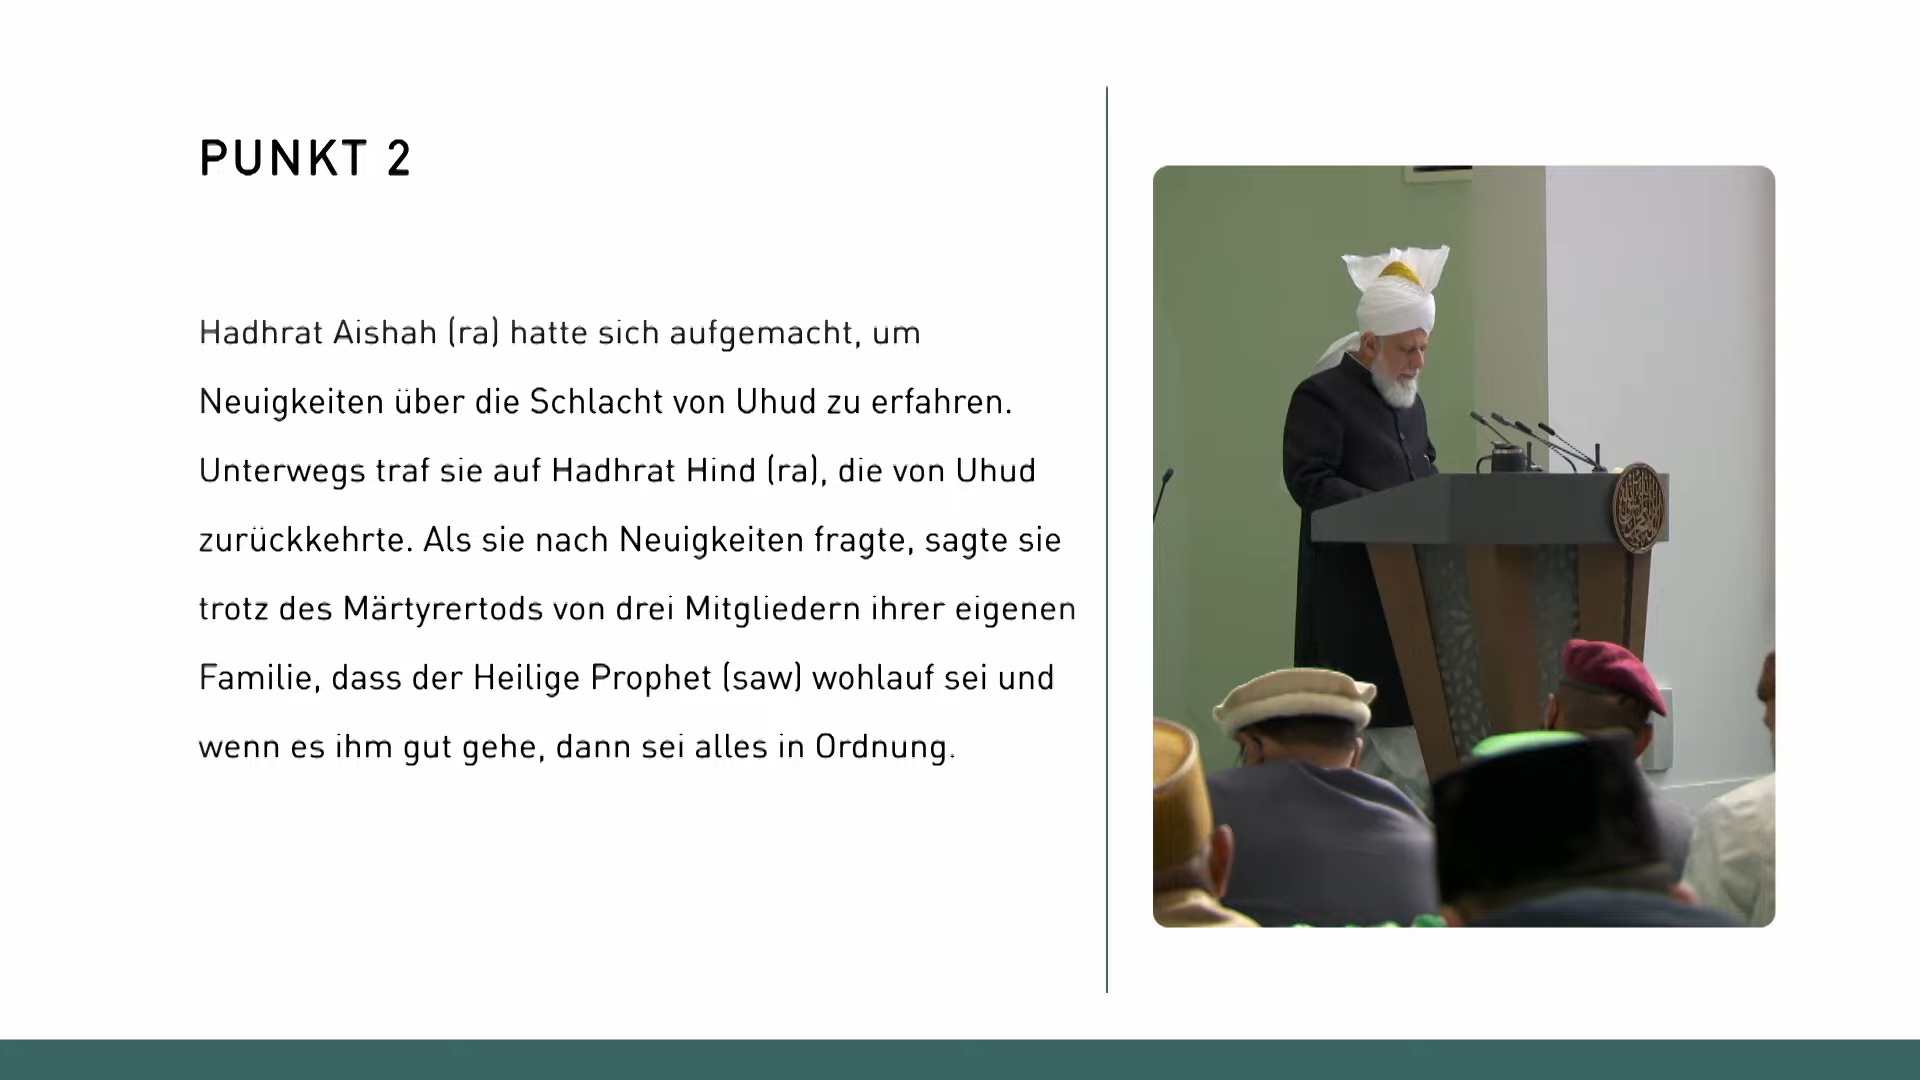 PUNKT 2
Hadhrat Aishah (ra) hatte sich aufgemacht, um
Neuigkeiten über die Schlacht von Uhud zu erfahren.
Unterwegs traf sie auf Hadhrat Hind (ra), die von Uhud
zurückkehrte. Als sie nach Neuigkeiten fragte, sagte sie
trotz des Märtyrertods von drei Mitgliedern ihrer eigenen
Familie, dass der Heilige Prophet (saw) wohlauf sei und
wenn es ihm gut gehe, dann sei alles in Ordnung.